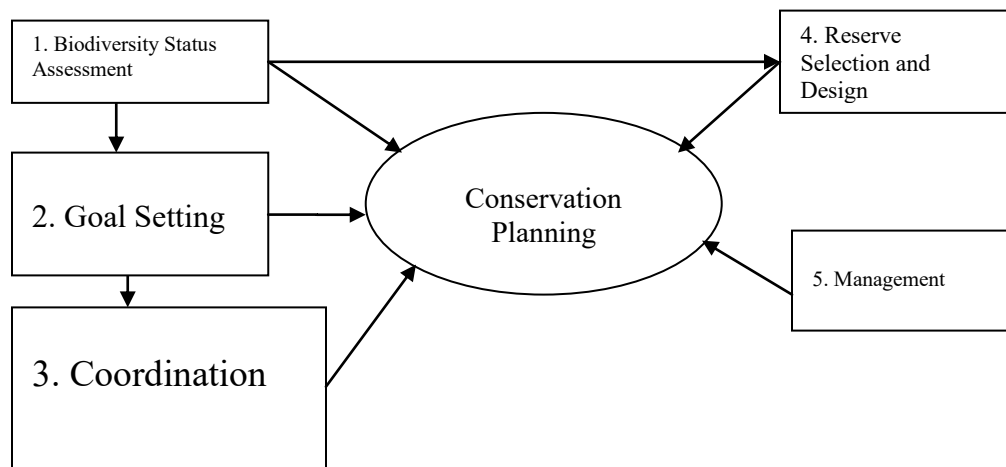 1. Biodiversity Status
Assessment
4. Reserve
Selection and
Design
2. Goal Setting
Conservation
Planning
5. Management
3. Coordination